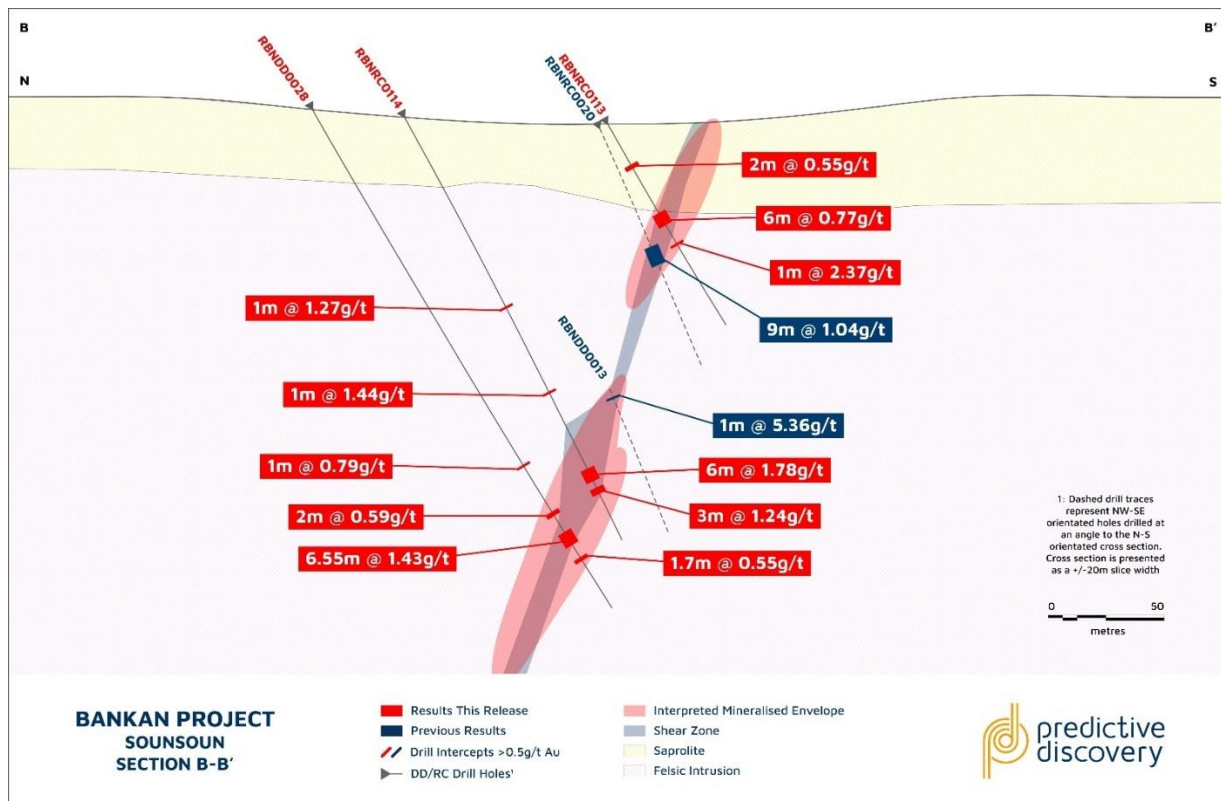 B
B'
N
S
RBNDD0028
RBNRC0114
RBNRC0020
RBNRC0113
2m @ 0.55g/t
6m @ 0.77g/t
1m @ 2.37g/t
9m @ 1.04g/t
1m @ 1.27g/t
RBNDD0013
1m @ 1.44g/t
1m @ 5.36g/t
1m @ 0.79g/t
6m @ 1.78g/t
2m @ 0.59g/t
3m @ 1.24g/t
6.55m @ 1.43g/t
1.7m @ 0.55g/t
1: Dashed drill traces
represent NW-SE
orientated holes drilled at
an angle to the N-S
orientated cross section.
Cross section is presented
as a +/-20m slice width
0 50
metres
BANKAN PROJECT
SOUNSOUN
SECTION B-B'
Results This Release
Previous Results
Drill Intercepts >0.5g/t Au
DD/RC Drill Holes¹
Interpreted Mineralised Envelope
Shear Zone
Saprolite
Felsic Intrusion
predictive
discovery